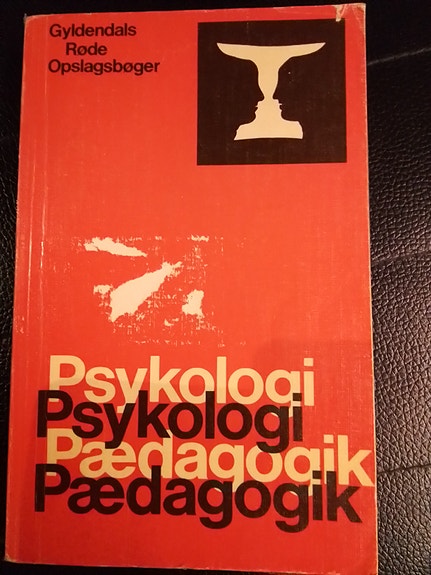 Gyldendals
Røde
Opslagsbøger
Psykologi
Psykologi
Pædagogik
Pædagogik